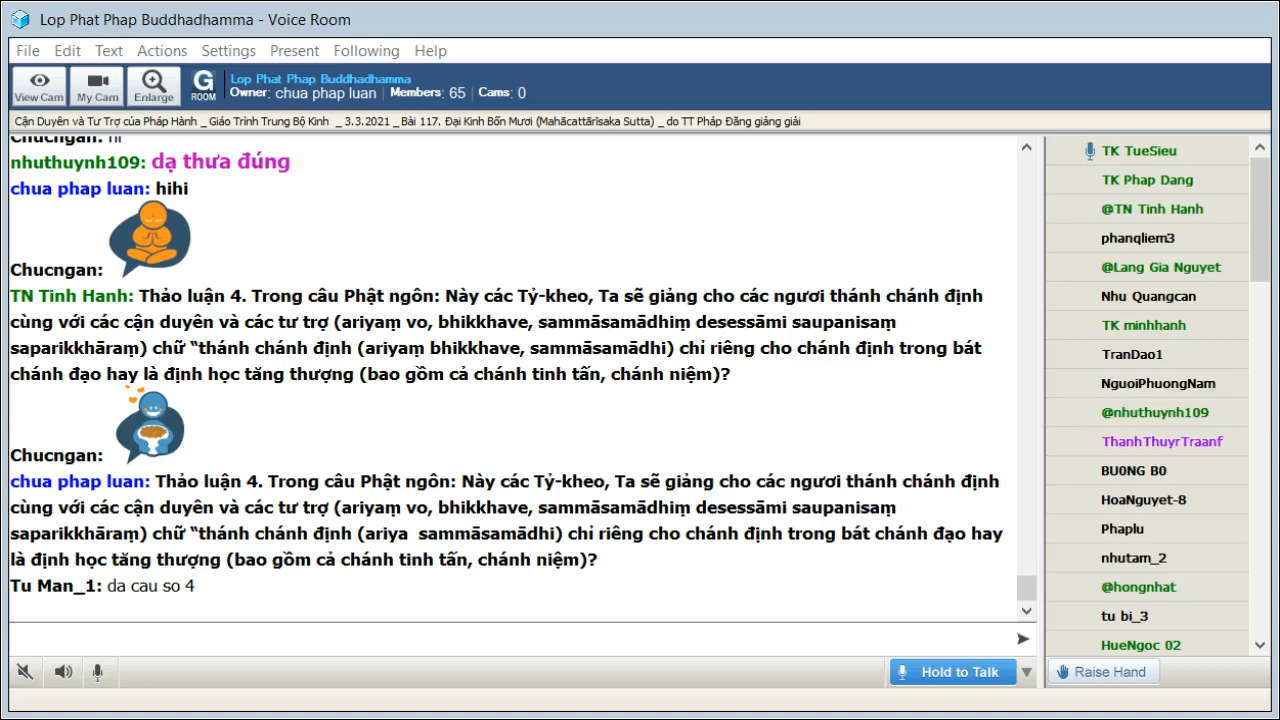 Lop Phat Phap Buddhadhamma - Voice Room
File Edit Text Actions Settings Present Following Help
View Cam
My Cam
Enlarge
G
ROOM
Lop Phat Phap Buddhadhamma
Owner: chua phap luan | Members: 65 | Cams: 0
Cận Duyên và Tư Trợ của Pháp Hành _ Giáo Trình Trung Bộ Kinh _ 3.3.2021 _ Bài 117. Đại Kinh Bốn Mươi (Mahācattārīsaka Sutta) _ do TT Pháp Đăng giảng giải
Chucngan: hi
nhuthuynh109: dạ thưa đúng
chua phap luan: hihi
Chucngan:
TN Tinh Hanh: Thảo luận 4. Trong câu Phật ngôn: Này các Tỷ-kheo, Ta sẽ giảng cho các ngươi thánh chánh định
cùng với các cận duyên và các tư trợ (ariyaṃ vo, bhikkhave, sammāsamādhiṃ desessāmi saupanisaṃ
saparikkhāraṃ) chữ “thánh chánh định (ariyaṃ bhikkhave, sammāsamādhi) chỉ riêng cho chánh định trong bát
chánh đạo hay là định học tăng thượng (bao gồm cả chánh tinh tấn, chánh niệm)?
Chucngan:
chua phap luan: Thảo luận 4. Trong câu Phật ngôn: Này các Tỷ-kheo, Ta sẽ giảng cho các ngươi thánh chánh định
cùng với các cận duyên và các tư trợ (ariyaṃ vo, bhikkhave, sammāsamādhiṃ desessāmi saupanisaṃ
saparikkhāraṃ) chữ “thánh chánh định (ariya sammāsamādhi) chỉ riêng cho chánh định trong bát chánh đạo hay
là định học tăng thượng (bao gồm cả chánh tinh tấn, chánh niệm)?
Tu Man_1: da cau so 4
TK TueSieu
TK Phap Dang
@TN Tinh Hanh
phanqliem3
@Lang Gia Nguyet
Nhu Quangcan
TK minhhanh
TranDao1
NguoiPhuongNam
@nhuthuynh109
ThanhThuyrTraanf
BU0NG B0
HoaNguyet-8
Phaplu
nhutam_2
@hongnhat
tu bi_3
HueNgoc 02
Hold to Talk
Raise Hand